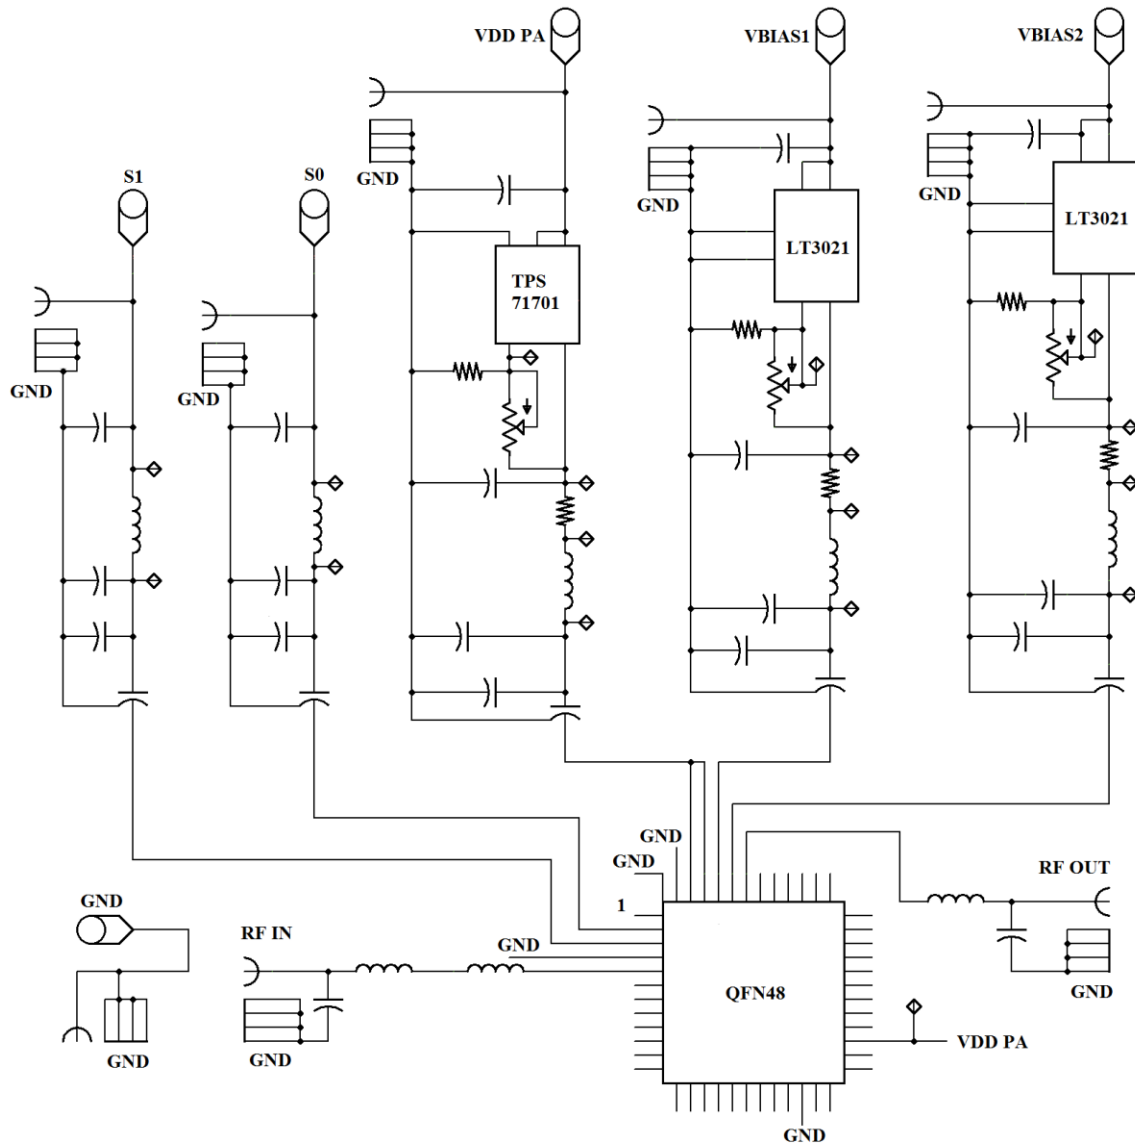 VDD PA
VBIAS1
VBIAS2
GND
S1
S0
GND
GND
LT3021
LT3021
TPS
71701
GND
GND
GND
GND
RF OUT
GND
1
RF IN
GND
QFN48
GND
VDD PA
GND
GND
GND